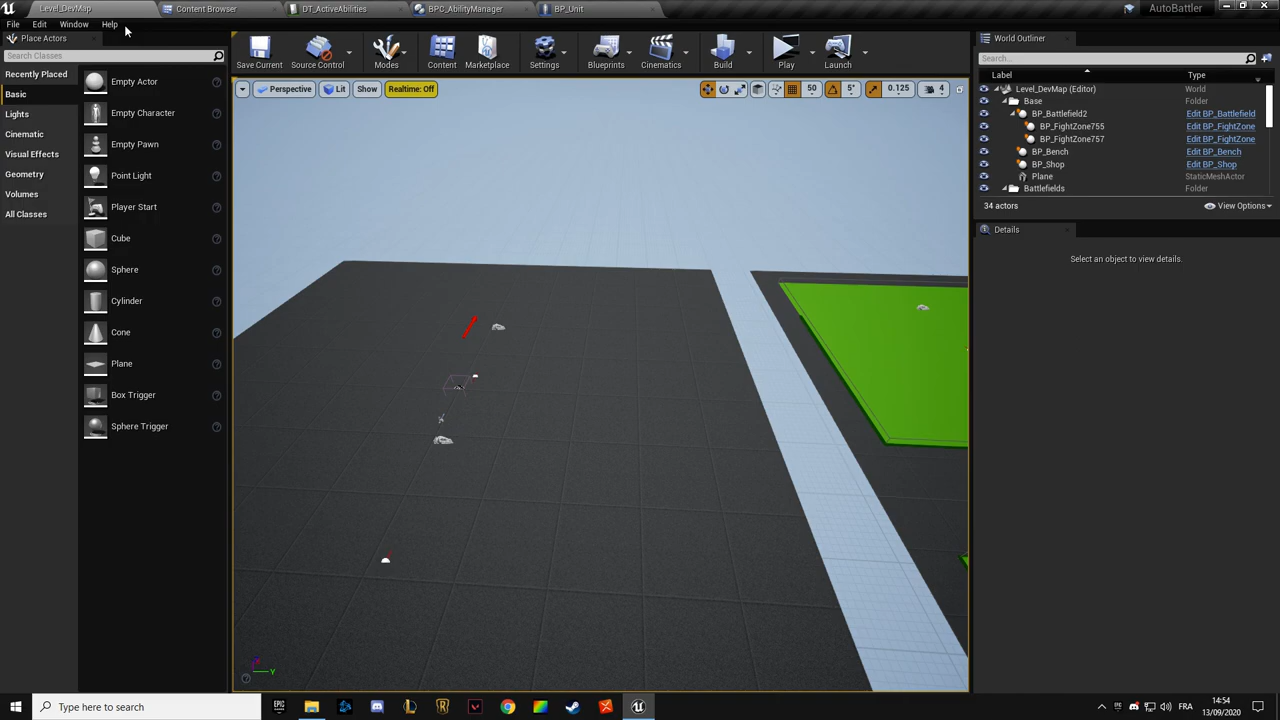 Level_DevMap
Content Browser
DT_ActiveAbilities
BPC_AbilityManager
BP_Unit
AutoBattler
File Edit Window Help
Place Actors
Search Classes
Recently Placed
Basic
Lights
Cinematic
Visual Effects
Geometry
Volumes
All Classes
Empty Actor
Empty Character
Empty Pawn
Point Light
Player Start
Cube
Sphere
Cylinder
Cone
Plane
Box Trigger
Sphere Trigger
Save Current
Source Control
Modes
Content
Marketplace
Settings
Blueprints
Cinematics
Build
Play
Launch
Perspective Lit Show Realtime: Off
50 5° 0.125 4
Y
World Outliner
Search...
Label Type
Level_DevMap (Editor) World
Base Folder
BP_Battlefield2 Edit BP_Battlefield
BP_FightZone755 Edit BP_FightZone
BP_FightZone757 Edit BP_FightZone
BP_Bench Edit BP_Bench
BP_Shop Edit BP_Shop
Plane StaticMeshActor
Battlefields Folder
34 actors View Options
Details
Select an object to view details.
Type here to search
FRA
14:54
13/09/2020